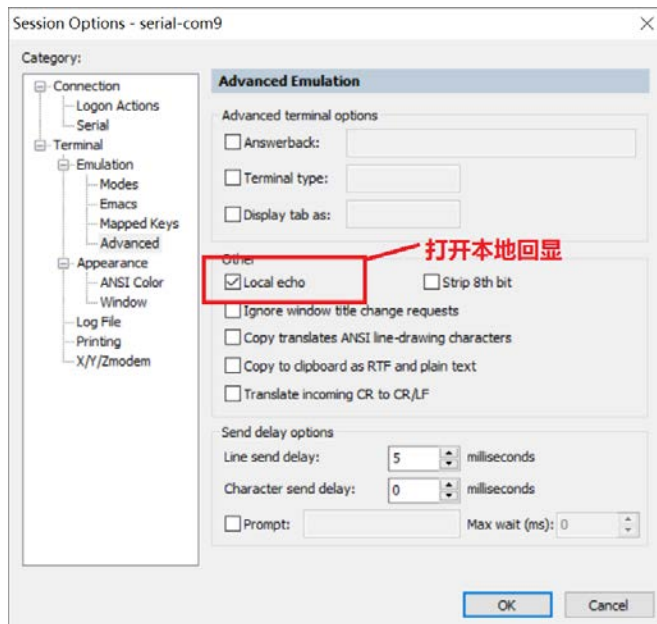 Session Options - serial-com9
Category:
Connection
Logon Actions
Serial
Terminal
Emulation
Modes
Emacs
Mapped Keys
Advanced
Appearance
ANSI Color
Window
Log File
Printing
X/Y/Zmodem
Advanced Emulation
Advanced terminal options
Answerback:
Terminal type:
Display tab as:
打开本地回显
Other
Local echo Strip 8th bit
Ignore window title change requests
Copy translates ANSI line-drawing characters
Copy to clipboard as RTF and plain text
Translate incoming CR to CR/LF
Send delay options
Line send delay: 5 miliseconds
Character send delay: 0 miliseconds
Prompt: Max wait (ms): 0
OK Cancel